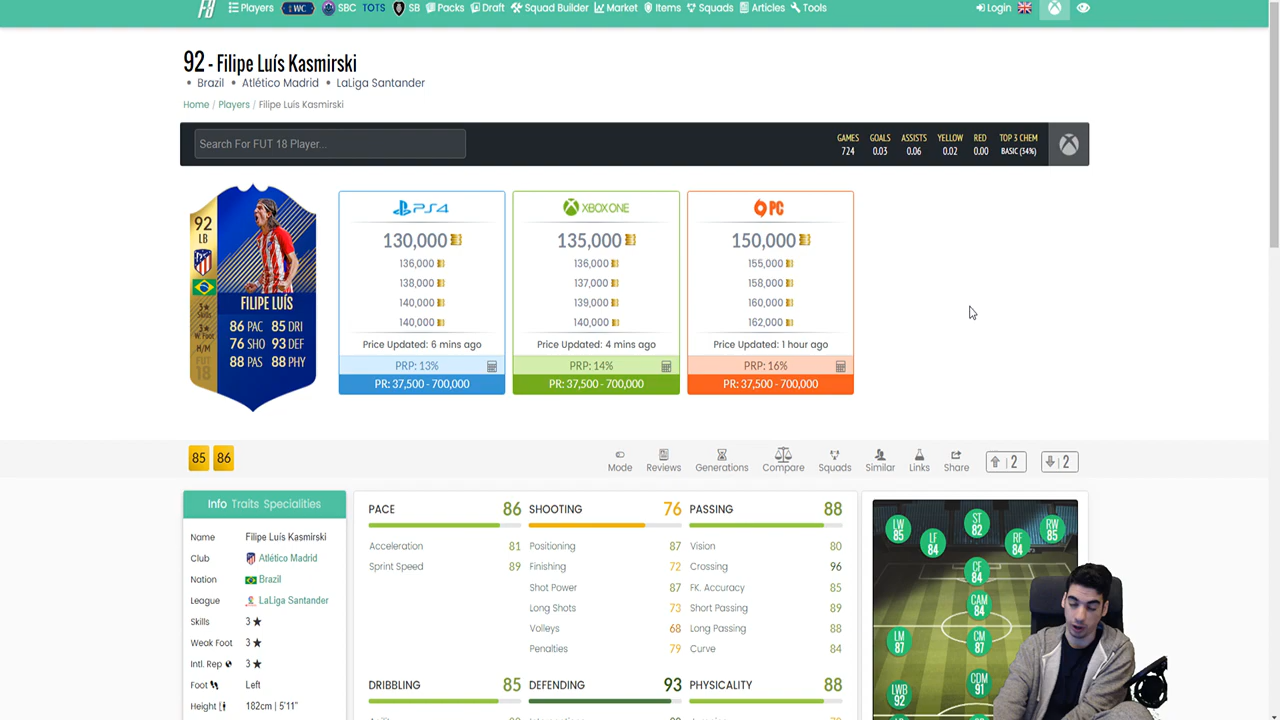 F8 Players WC SBC TOTS SB Packs Draft Squad Builder Market Items Squads Articles Tools Login
92 - Filipe Luís Kasmirski
• Brazil • Atlético Madrid • LaLiga Santander
Home / Players / Filipe Luís Kasmirski
Search For FUT 18 Player...
GAMES GOALS ASSISTS YELLOW RED TOP 3 CHEM
724 0.03 0.06 0.02 0.00 BASIC (34%)
92
LB
3★
Skills
3★
W. Foot
H/M
FUT
18
FILIPE LUÍS
86 PAC 85 DRI
76 SHO 93 DEF
88 PAS 88 PHY
PS4
130,000
136,000
138,000
140,000
140,000
Price Updated: 6 mins ago
PRP: 13%
PR: 37,500 - 700,000
XBOX ONE
135,000
136,000
137,000
139,000
140,000
Price Updated: 4 mins ago
PRP: 14%
PR: 37,500 - 700,000
PC
150,000
155,000
158,000
160,000
162,000
Price Updated: 1 hour ago
PRP: 16%
PR: 37,500 - 700,000
85 86
Mode Reviews Generations Compare Squads Similar Links Share 2 2
Info Traits Specialities
Name Filipe Luís Kasmirski
Club Atlético Madrid
Nation Brazil
League LaLiga Santander
Skills 3 ★
Weak Foot 3 ★
Intl. Rep 3 ★
Foot Left
Height 182cm | 5'11"
PACE 86
Acceleration 81
Sprint Speed 89
SHOOTING 76
Positioning 87
Finishing 72
Shot Power 87
Long Shots 73
Volleys 68
Penalties 79
PASSING 88
Vision 80
Crossing 96
FK. Accuracy 85
Short Passing 89
Long Passing 88
Curve 84
DRIBLING 85
DEFENDING 93
PHYSICALITY 88
LW
85
LF
84
ST
82
RF
84
RW
85
CF
84
CAM
84
LM
87
CM
87
LWB
92
CDM
91